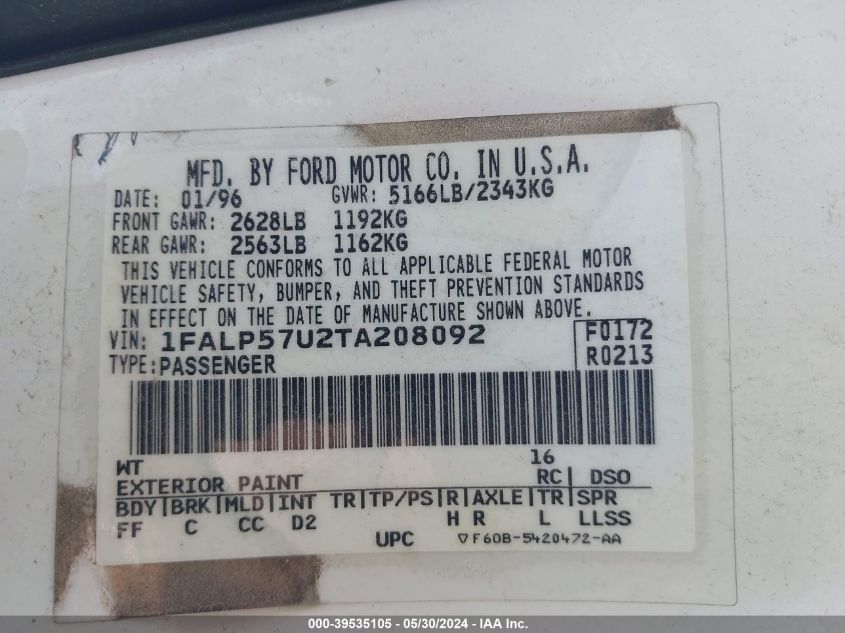 MFD. BY FORD MOTOR CO. IN U.S.A.
DATE: 01/96 GVWR: 5166LB/2343KG
FRONT GAWR: 2628LB 1192KG
REAR GAWR: 2563LB 1162KG
THIS VEHICLE CONFORMS TO ALL APPLICABLE FEDERAL MOTOR
VEHICLE SAFETY, BUMPER, AND THEFT PREVENTION STANDARDS
IN EFFECT ON THE DATE OF MANUFACTURE SHOWN ABOVE.
VIN: 1FALP57U2TA208092 F0172
TYPE: PASSENGER R0213
WT 16
EXTERIOR PAINT RC| DSO
BDY|BRK|MLD|INT TR|TP/PS|R|AXLE|TR|SPR
FF C CC D2 H R L LLSS
UPC ▽F60B-5420472-AA
000-39535105 - 05/30/2024 - IAA Inc.